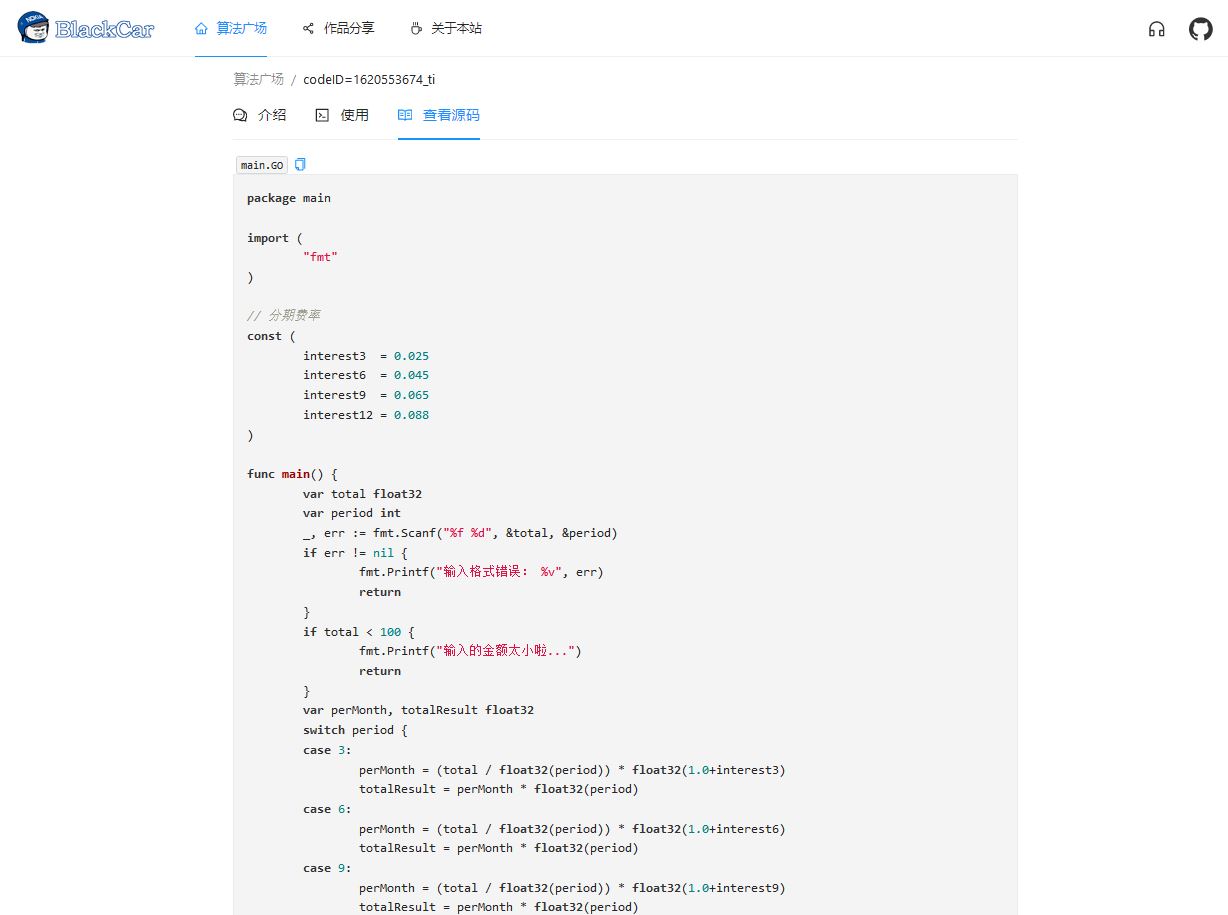 NOKIA BlackCar 算法广场 作品分享 关于本站
算法广场 / codeID=1620553674_ti
介绍 使用 查看源码
main.GO
package main
import (
"fmt"
)
// 分期费率
const (
interest3 = 0.025
interest6 = 0.045
interest9 = 0.065
interest12 = 0.088
)
func main() {
var total float32
var period int
_, err := fmt.Scanf("%f %d", &total, &period)
if err != nil {
fmt.Printf("输入格式错误： %v", err)
return
}
if total < 100 {
fmt.Printf("输入的金额太小啦...")
return
}
var perMonth, totalResult float32
switch period {
case 3:
perMonth = (total / float32(period)) * float32(1.0+interest3)
totalResult = perMonth * float32(period)
case 6:
perMonth = (total / float32(period)) * float32(1.0+interest6)
totalResult = perMonth * float32(period)
case 9:
perMonth = (total / float32(period)) * float32(1.0+interest9)
totalResult = perMonth * float32(period)